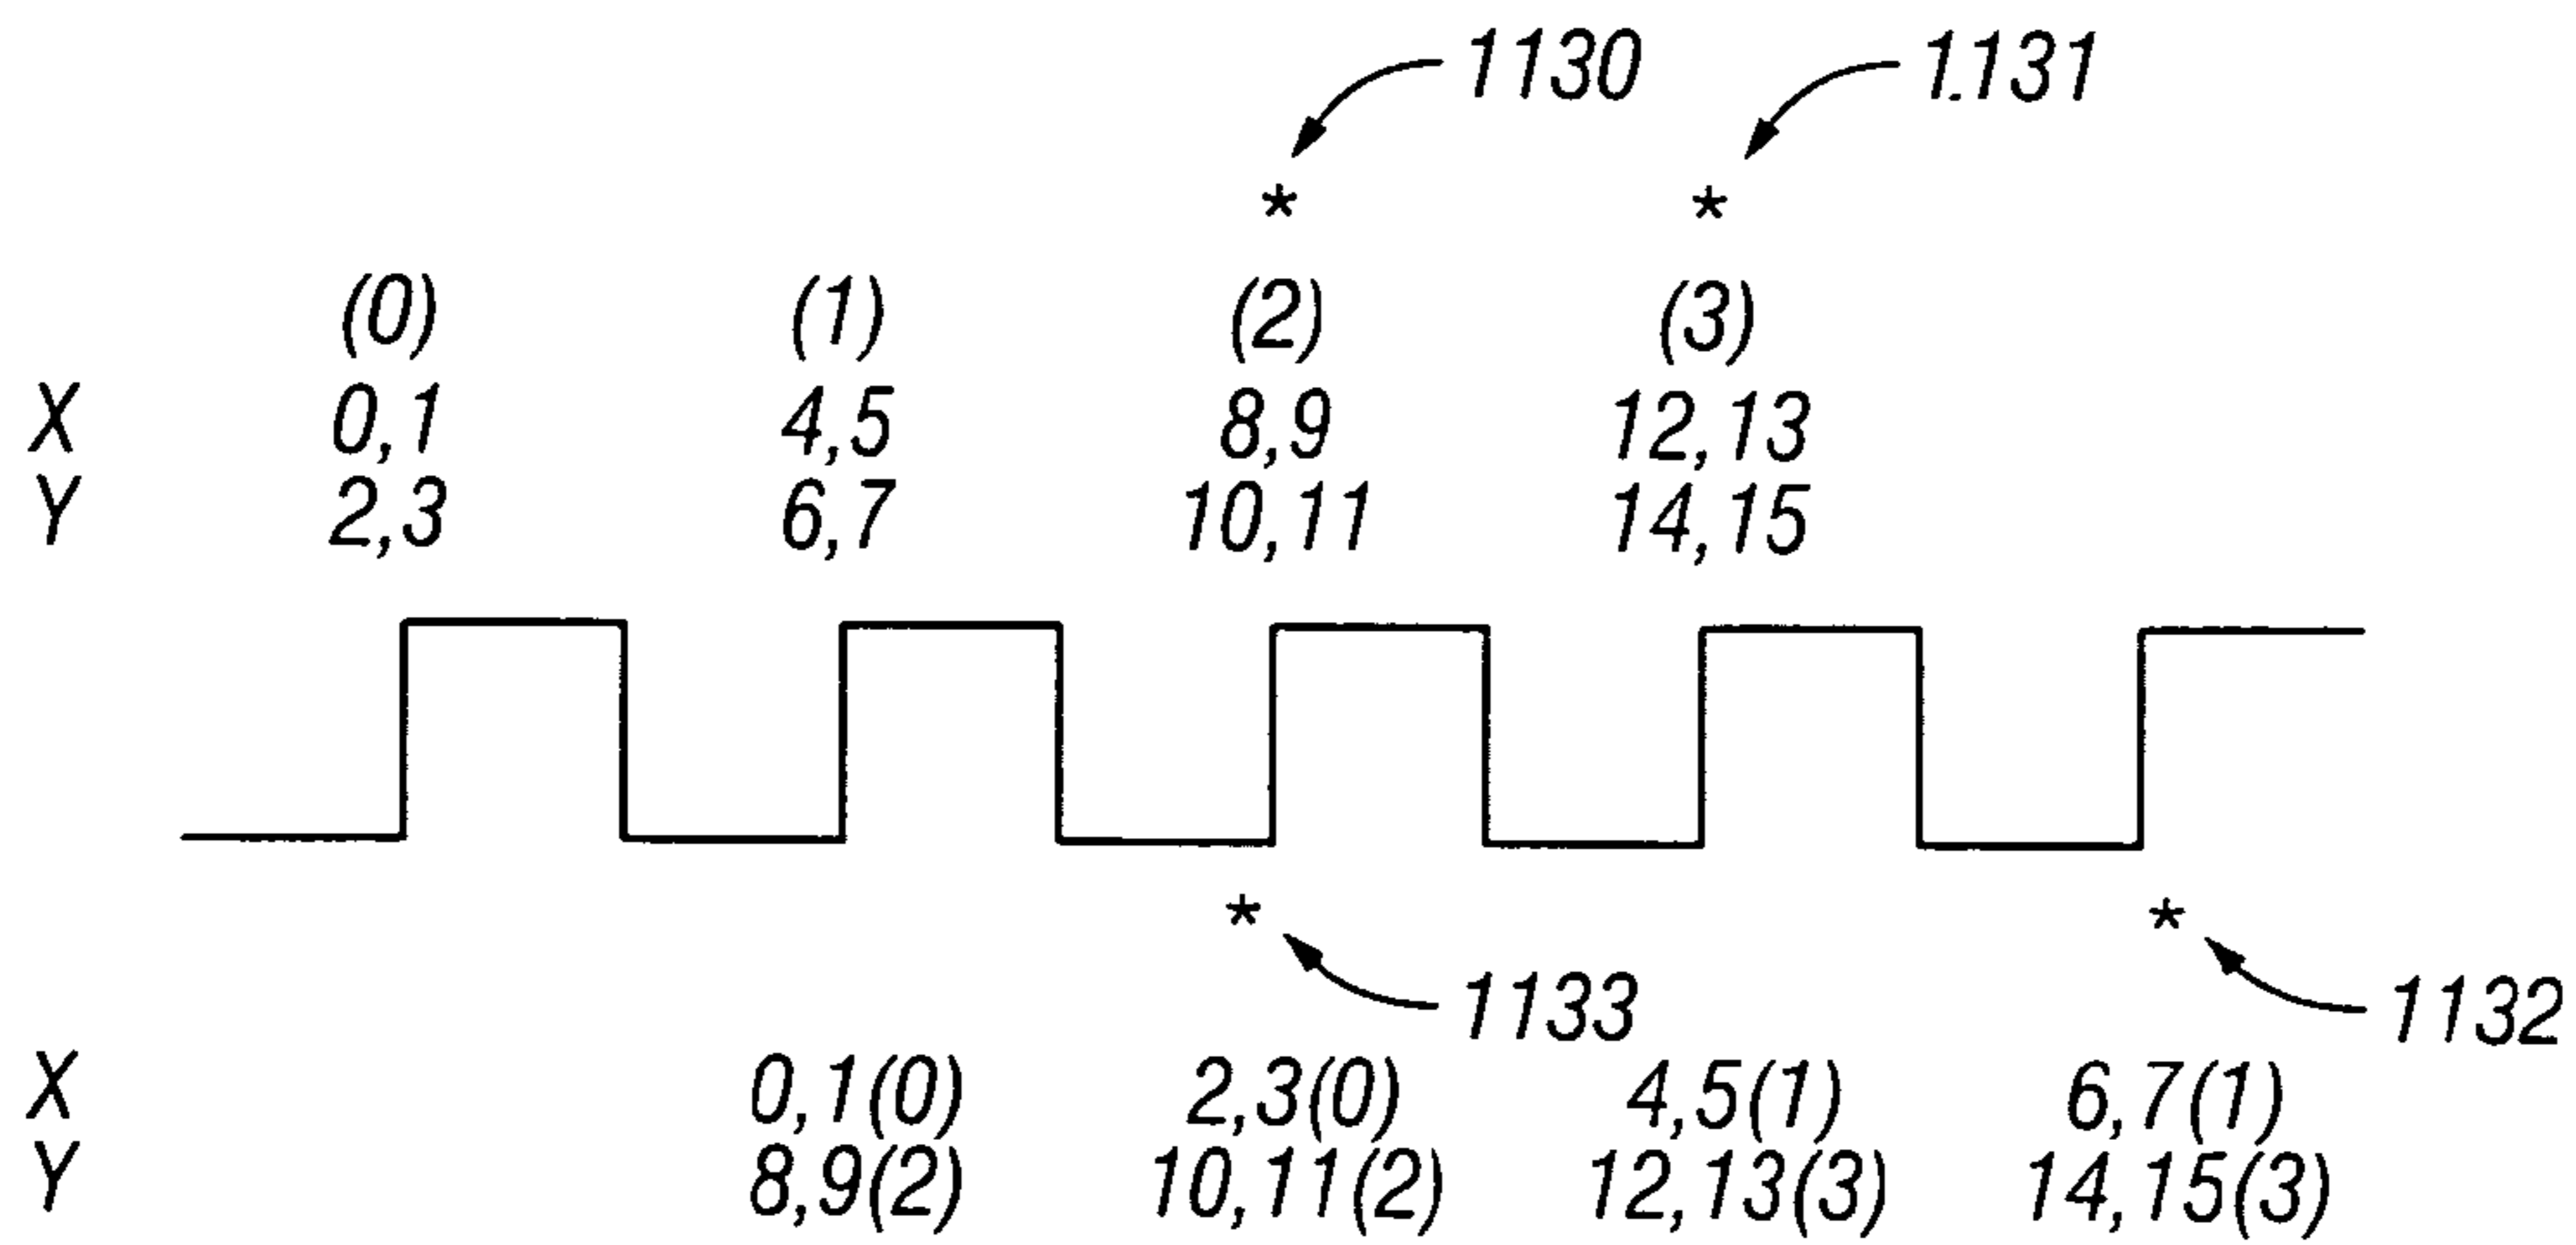 1130 1.131
* *
(0) (1) (2) (3)
X 0,1 4,5 8,9 12,13
Y 2,3 6,7 10,11 14,15
* *
1133 1132
X 0,1(0) 2,3(0) 4,5(1) 6,7(1)
Y 8,9(2) 10,11(2) 12,13(3) 14,15(3)